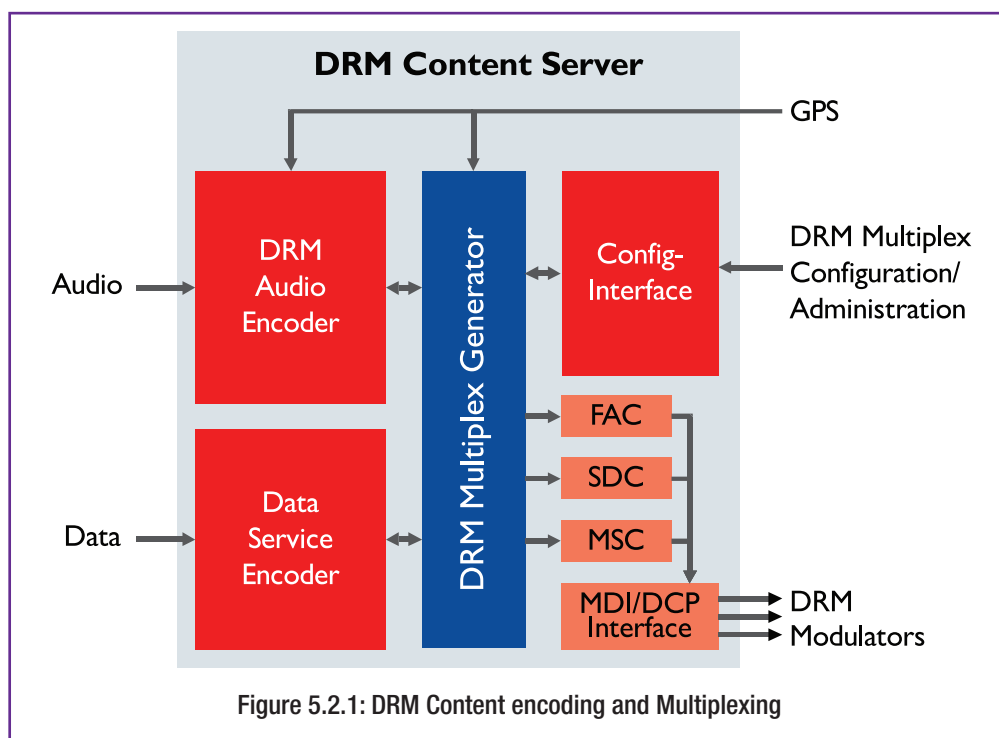 DRM Content Server
GPS
DRM
Audio
Encoder
DRM Multiplex Generator
Config-
Interface
DRM Multiplex
Configuration/
Administration
Audio
FAC
SDC
MSC
Data
Service
Encoder
Data
MDI/DCP
Interface
DRM
Modulators
Figure 5.2.1: DRM Content encoding and Multiplexing